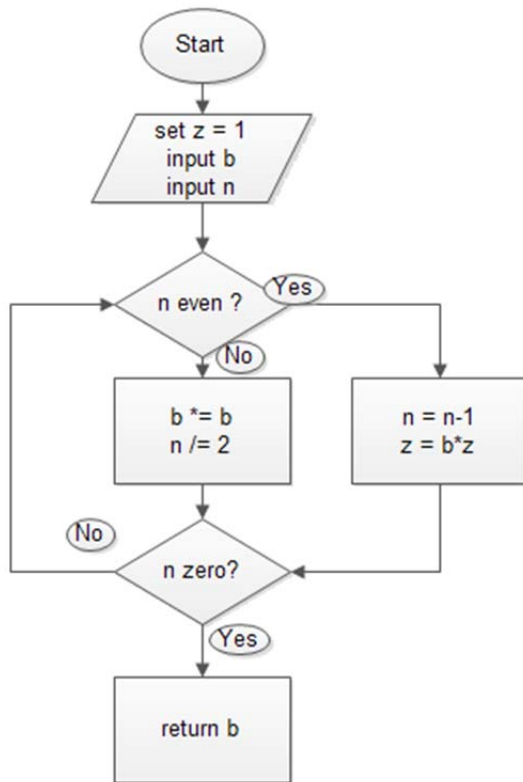 Start
set z = 1
input b
input n
n even ?
Yes
No
b *= b
n /= 2
n = n-1
z = b*z
No
n zero?
Yes
return b